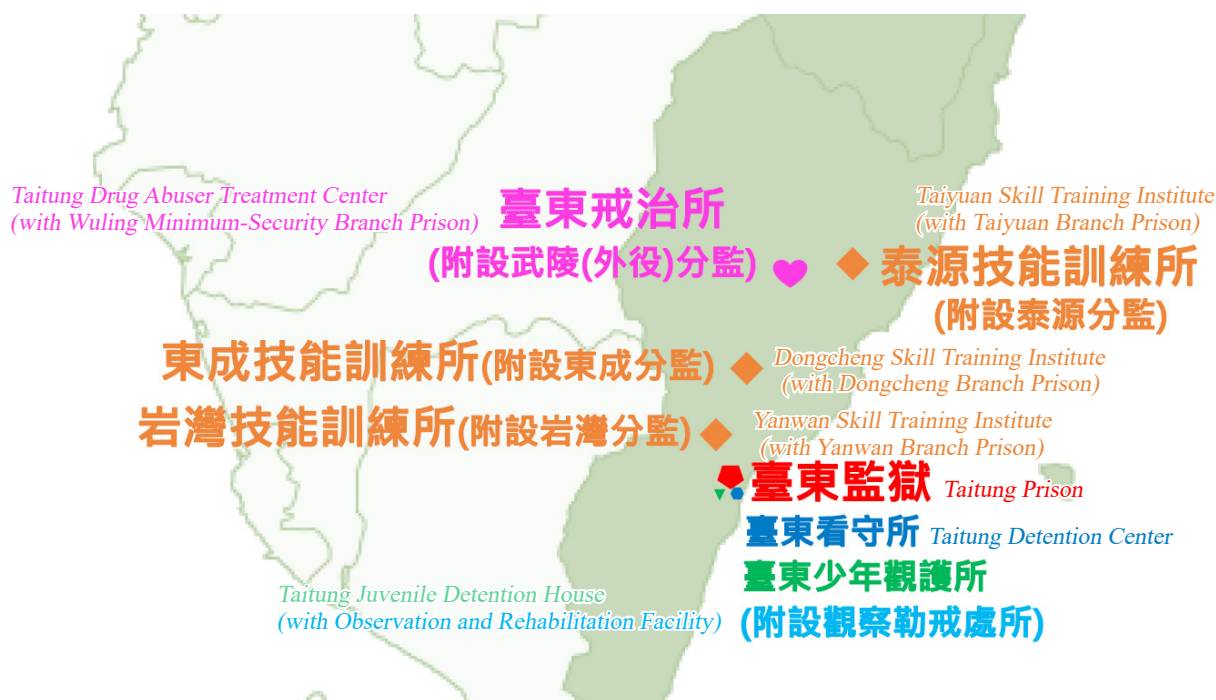 Taitung Drug Abuser Treatment Center
(with Wuling Minimum-Security Branch Prison)
臺東戒治所
(附設武陵(外役)分監)
Taiyuan Skill Training Institute
(with Taiyuan Branch Prison)
泰源技能訓練所
(附設泰源分監)
東成技能訓練所(附設東成分監)
Dongcheng Skill Training Institute
(with Dongcheng Branch Prison)
岩灣技能訓練所(附設岩灣分監)
Yanwan Skill Training Institute
(with Yanwan Branch Prison)
臺東監獄 Taitung Prison
臺東看守所 Taitung Detention Center
臺東少年觀護所
Taitung Juvenile Detention House
(with Observation and Rehabilitation Facility)
(附設觀察勒戒處所)